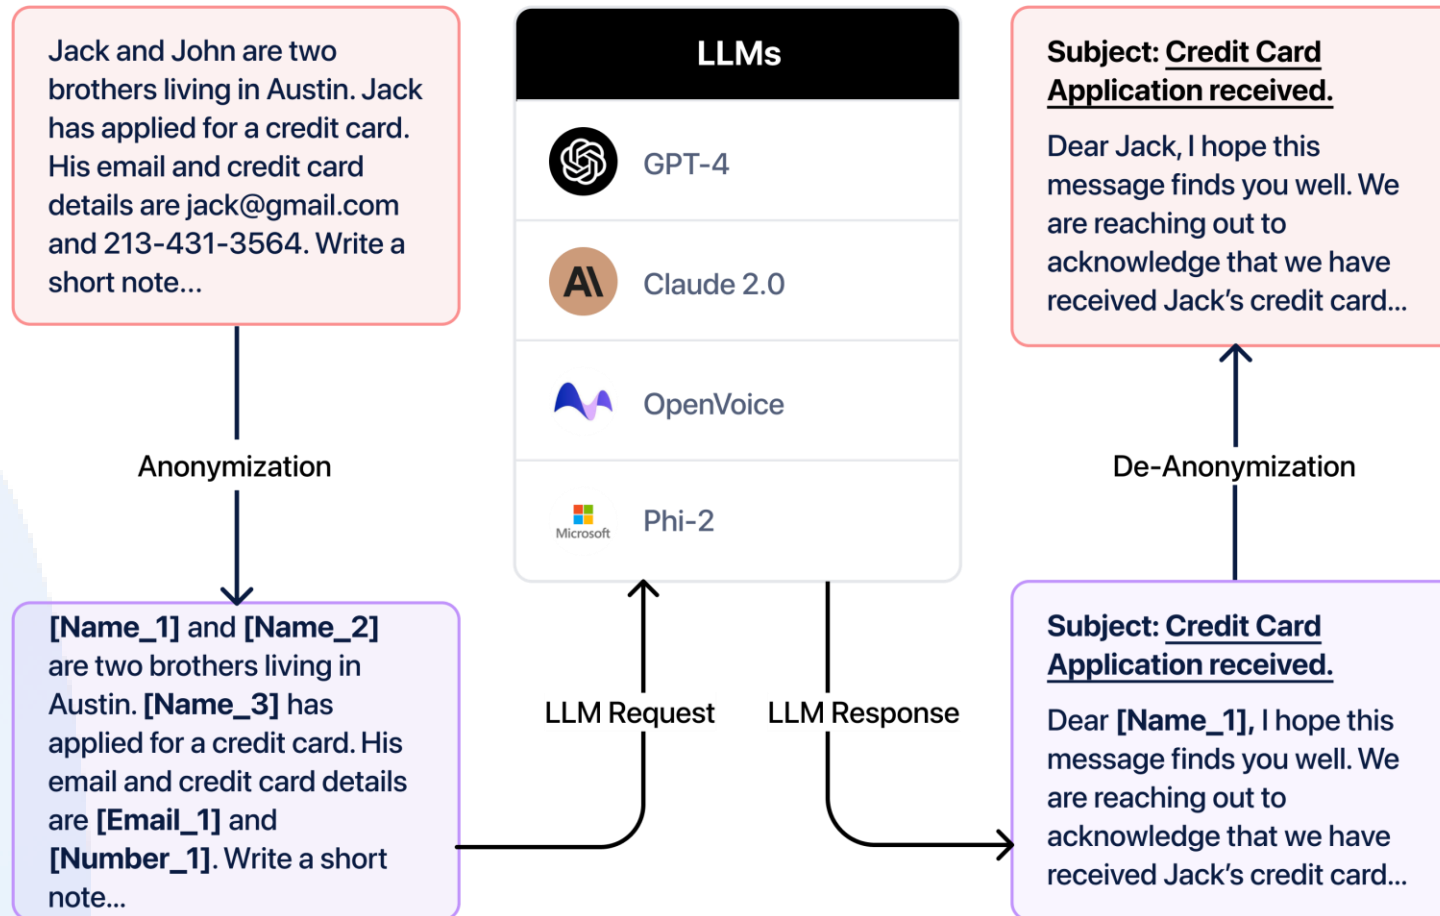 Jack and John are two
brothers living in Austin. Jack
has applied for a credit card.
His email and credit card
details are jack@gmail.com
and 213-431-3564. Write a
short note...
Anonymization
[Name_1] and [Name_2]
are two brothers living in
Austin. [Name_3] has
applied for a credit card. His
email and credit card details
are [Email_1] and
[Number_1]. Write a short
note...
LLMs
GPT-4
A\
Claude 2.0
OpenVoice
Microsoft
Phi-2
LLM Request
LLM Response
Subject: Credit Card
Application received.
Dear Jack, I hope this
message finds you well. We
are reaching out to
acknowledge that we have
received Jack's credit card...
De-Anonymization
Subject: Credit Card
Application received.
Dear [Name_1], I hope this
message finds you well. We
are reaching out to
acknowledge that we have
received Jack's credit card...